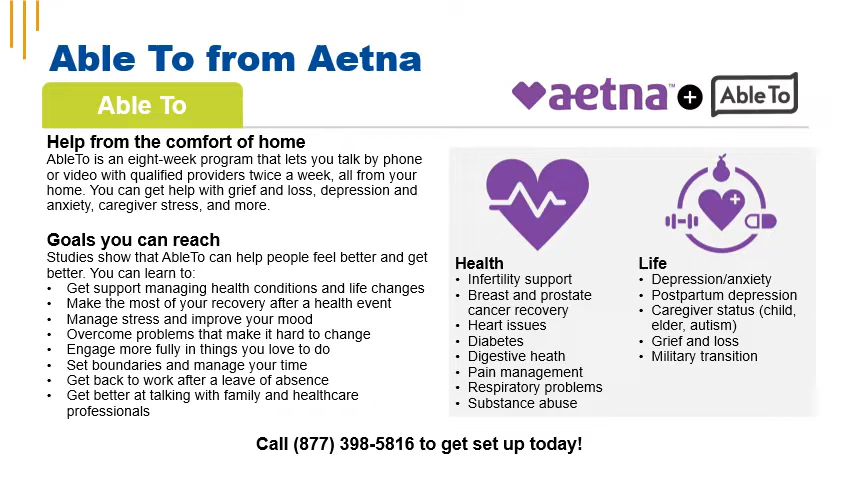 Able To from Aetna
Able To
aetna™ + AbleTo
Help from the comfort of home
AbleTo is an eight-week program that lets you talk by phone
or video with qualified providers twice a week, all from your
home. You can get help with grief and loss, depression and
anxiety, caregiver stress, and more.
Goals you can reach
Studies show that AbleTo can help people feel better and get
better. You can learn to:
• Get support managing health conditions and life changes
• Make the most of your recovery after a health event
• Manage stress and improve your mood
• Overcome problems that make it hard to change
• Engage more fully in things you love to do
• Set boundaries and manage your time
• Get back to work after a leave of absence
• Get better at talking with family and healthcare
professionals
Health
• Infertility support
• Breast and prostate
cancer recovery
• Heart issues
• Diabetes
• Digestive heath
• Pain management
• Respiratory problems
• Substance abuse
Life
• Depression/anxiety
• Postpartum depression
• Caregiver status (child,
elder, autism)
• Grief and loss
• Military transition
Call (877) 398-5816 to get set up today!